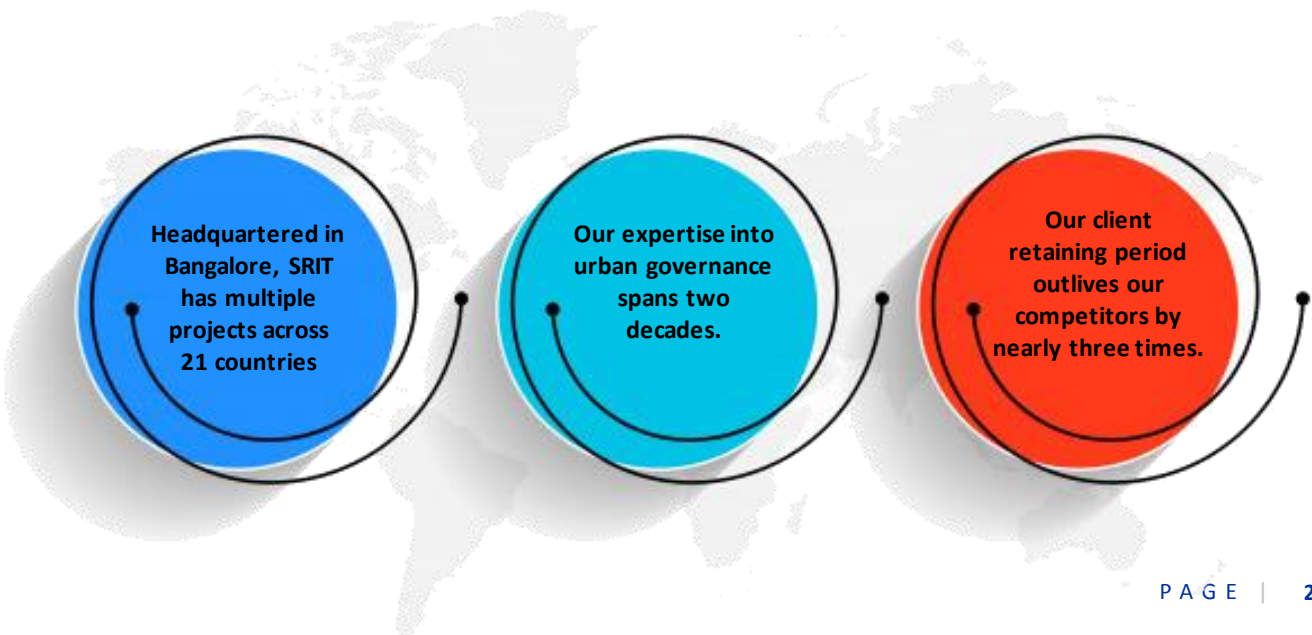 Headquartered in
Bangalore, SRIT
has multiple
projects across
21 countries
Our expertise into
urban governance
spans two
decades.
Our client
retaining period
outlives our
competitors by
nearly three times.
PAGE | 2